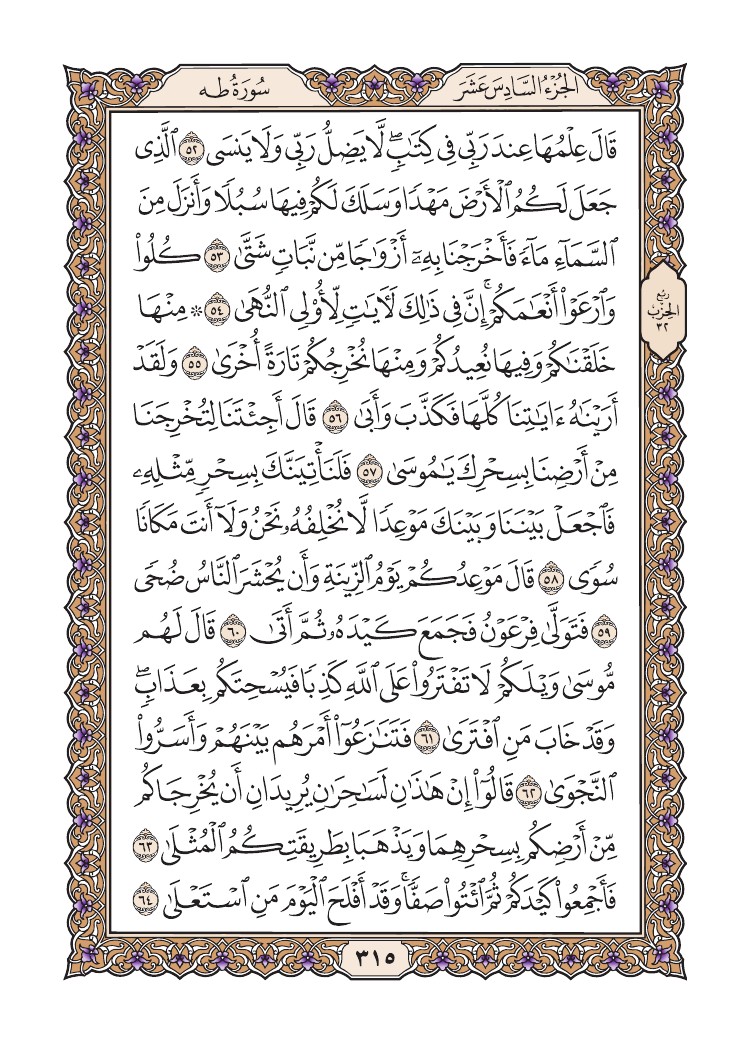 الجُزْءُ السَّادِسَ عَشَرَ
سُورَةُ طه
قَالَ عِلْمُهَا عِندَ رَبِّي فِي كِتَٰبٖۖ لَّا يَضِلُّ رَبِّي وَلَا يَنسَى ٥٢ ٱلَّذِي
جَعَلَ لَكُمُ ٱلۡأَرۡضَ مَهۡدٗا وَسَلَكَ لَكُمۡ فِيهَا سُبُلٗا وَأَنزَلَ مِنَ
ٱلسَّمَآءِ مَآءٗ فَأَخۡرَجۡنَا بِهِۦٓ أَزۡوَٰجٗا مِّن نَّبَاتٖ شَتَّىٰ ٥٣ كُلُواْ
وَٱرۡعَوۡاْ أَنۡعَٰمَكُمۡۚ إِنَّ فِي ذَٰلِكَ لَأٓيَٰتٖ لِّأُوْلِي ٱلنُّهَىٰ ٥٤ ۞ مِنۡهَا
خَلَقۡنَٰكُمۡ وَفِيهَا نُعِيدُكُمۡ وَمِنۡهَا نُخۡرِجُكُمۡ تَارَةً أُخۡرَىٰ ٥٥ وَلَقَدۡ
أَرَيۡنَٰهُ ءَايَٰتِنَا كُلَّهَا فَكَذَّبَ وَأَبَىٰ ٥٦ قَالَ أَجِئۡتَنَا لِتُخۡرِجَنَا
مِنۡ أَرۡضِنَا بِسِحۡرِكَ يَٰمُوسَىٰ ٥٧ فَلَنَأۡتِيَنَّكَ بِسِحۡرٖ مِّثۡلِهِۦ
فَٱجۡعَلۡ بَيۡنَنَا وَبَيۡنَكَ مَوۡعِدٗا لَّا نُخۡلِفُهُۥ نَحۡنُ وَلَآ أَنتَ مَكَانٗا
سُوٗى ٥٨ قَالَ مَوۡعِدُكُمۡ يَوۡمُ ٱلزِّينَةِ وَأَن يُحۡشَرَ ٱلنَّاسُ ضُحٗى
٥٩ فَتَوَلَّىٰ فِرۡعَوۡنُ فَجَمَعَ كَيۡدَهُۥ ثُمَّ أَتَىٰ ٦٠ قَالَ لَهُم
مُّوسَىٰ وَيۡلَكُمۡ لَا تَفۡتَرُواْ عَلَى ٱللَّهِ كَذِبٗا فَيُسۡحِتَكُم بِعَذَابٖۖ
وَقَدۡ خَابَ مَنِ ٱفۡتَرَىٰ ٦١ فَتَنَٰزَعُوٓاْ أَمۡرَهُم بَيۡنَهُمۡ وَأَسَرُّواْ
ٱلنَّجۡوَىٰ ٦٢ قَالُوٓاْ إِنۡ هَٰذَٰنِ لَسَٰحِرَٰنِ يُرِيدَانِ أَن يُخۡرِجَاكُم
مِّنۡ أَرۡضِكُم بِسِحۡرِهِمَا وَيَذۡهَبَا بِطَرِيقَتِكُمُ ٱلۡمُثۡلَىٰ ٦٣
فَأَجۡمِعُواْ كَيۡدَكُمۡ ثُمَّ ٱئۡتُواْ صَفّٗاۚ وَقَدۡ أَفۡلَحَ ٱلۡيَوۡمَ مَنِ ٱسۡتَعۡلَىٰ ٦٤
ربع
الحزب
٣٢
٣١٥